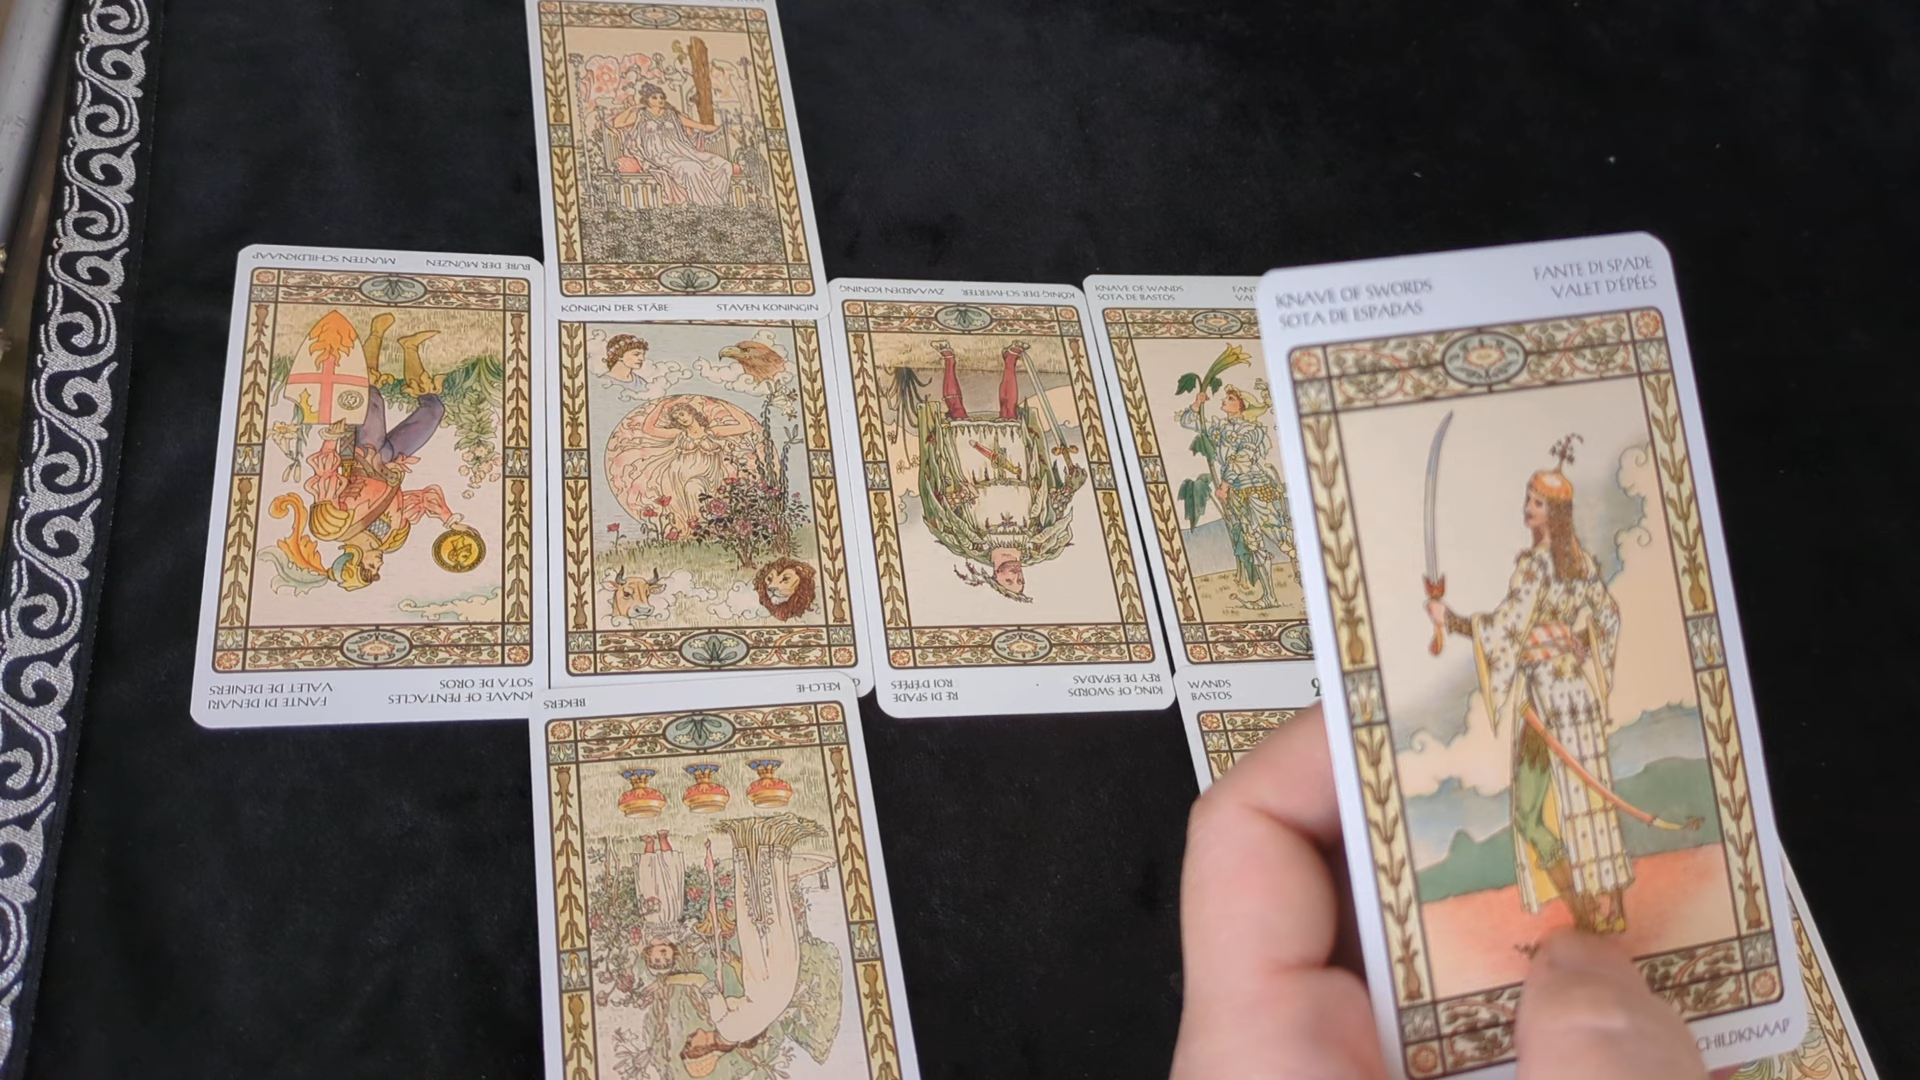 KÖNIGIN DER STÄBE STAVEN KONINGIN
BUBE DER MÜNZEN MUNTEN SCHILDKNAAP
KNAVE OF PENTACLES FANTE DI DENARI
SOTA DE OROS VALET DE DENIERS
KÖNIG DER SCHWERTER ZWAARDEN KONING
KING OF SWORDS RE DI SPADE
REY DE ESPADAS ROI D'ÉPÉES
KNAVE OF WANDS
SOTA DE BASTOS
KNAVE OF SWORDS FANTE DI SPADE
SOTA DE ESPADAS VALET D'ÉPÉES
CHILDKNAAP
WANDS
BASTOS
KELCHE BEKERS